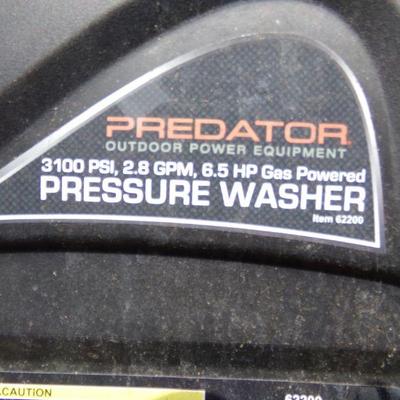 PREDATOR
OUTDOOR POWER EQUIPMENT
3100 PSI, 2.8 GPM, 6.5 HP Gas Powered
PRESSURE WASHER
Item 62200
CAUTION
62200